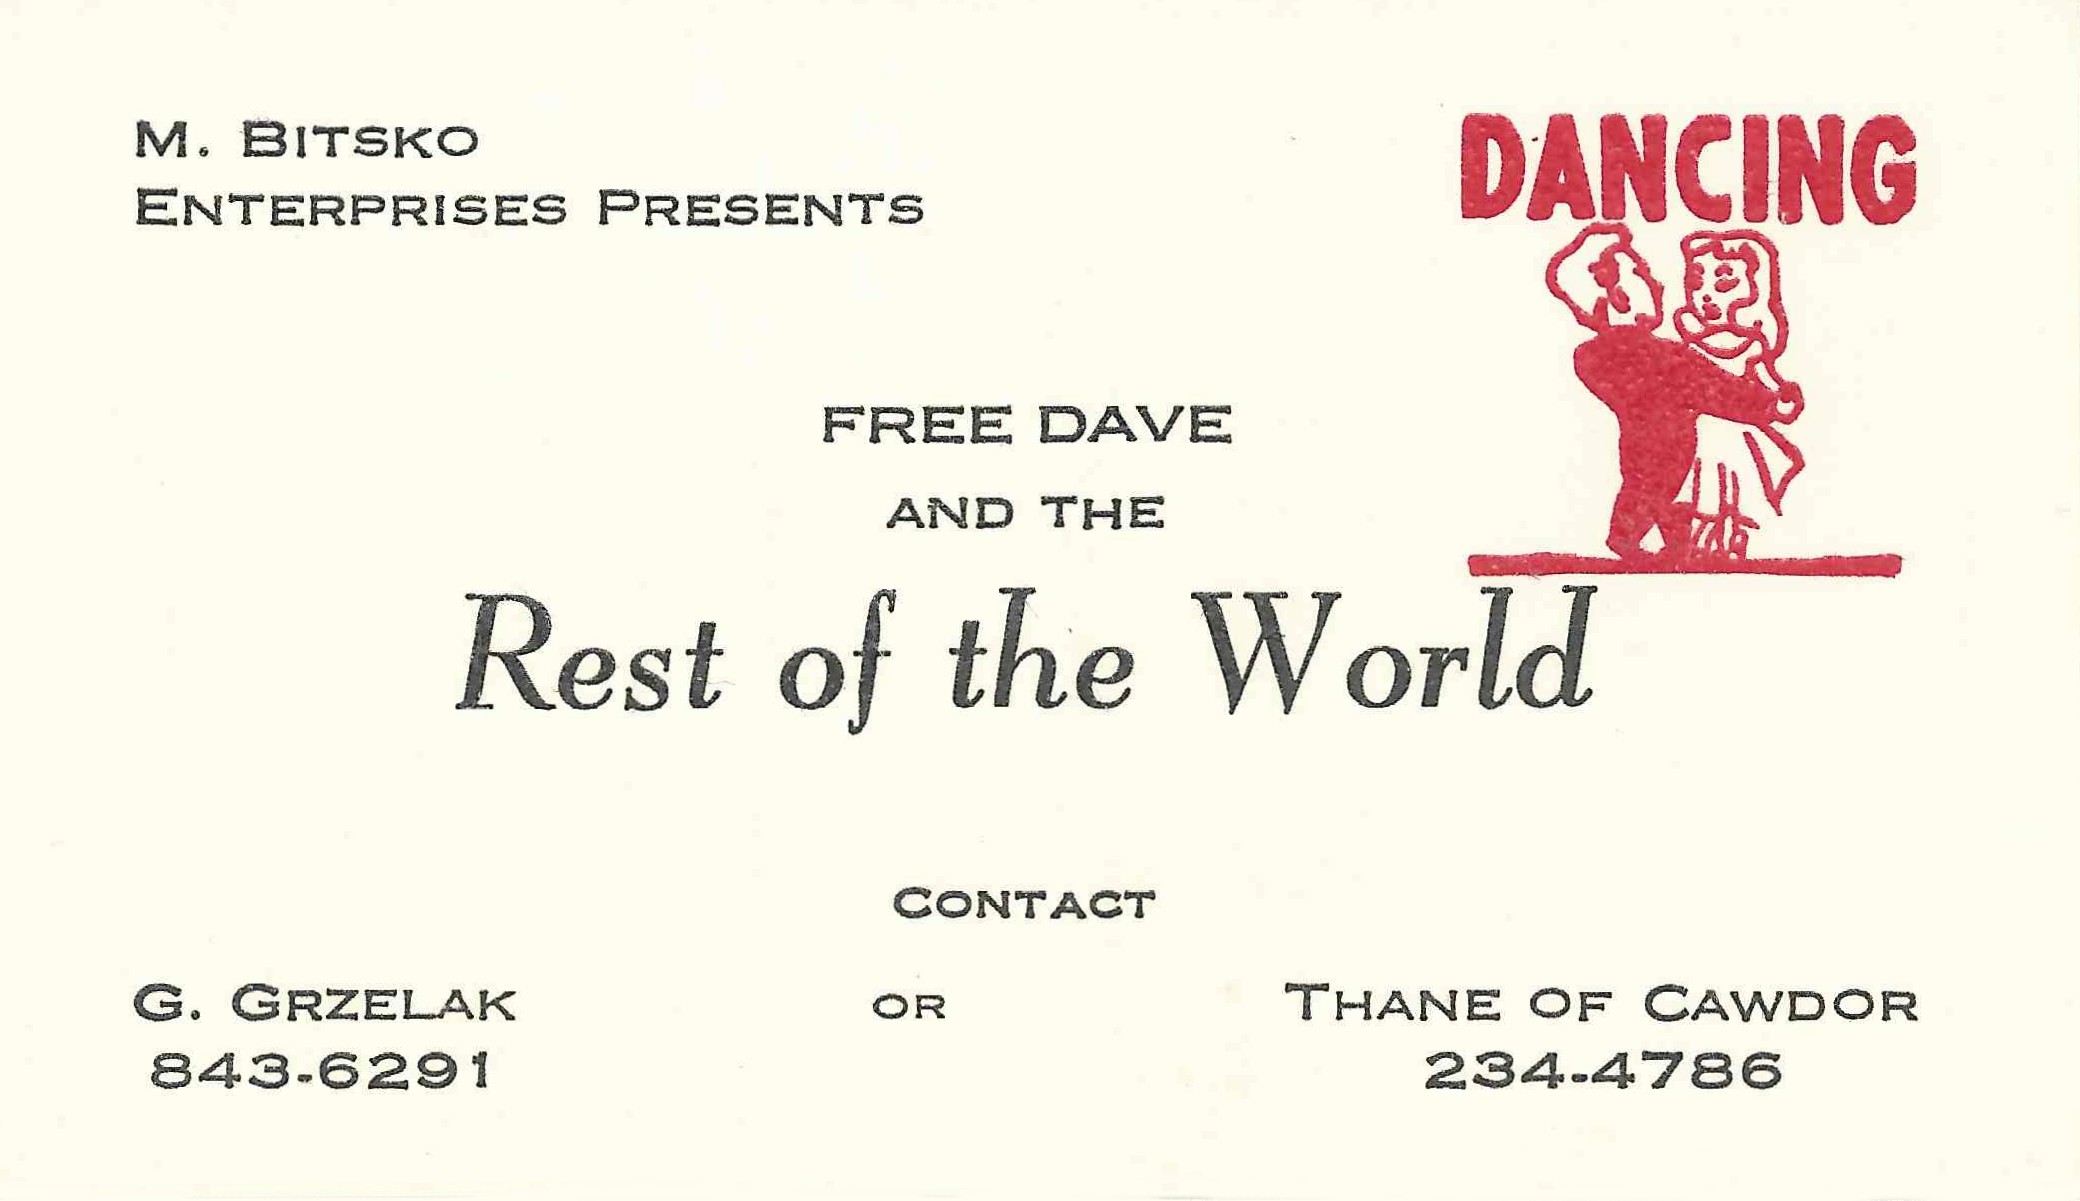 M. BITSKO
ENTERPRISES PRESENTS
DANCING
FREE DAVE
AND THE
Rest of the World
CONTACT
G. GRZELAK OR THANE OF CAWDOR
843-6291 234-4786